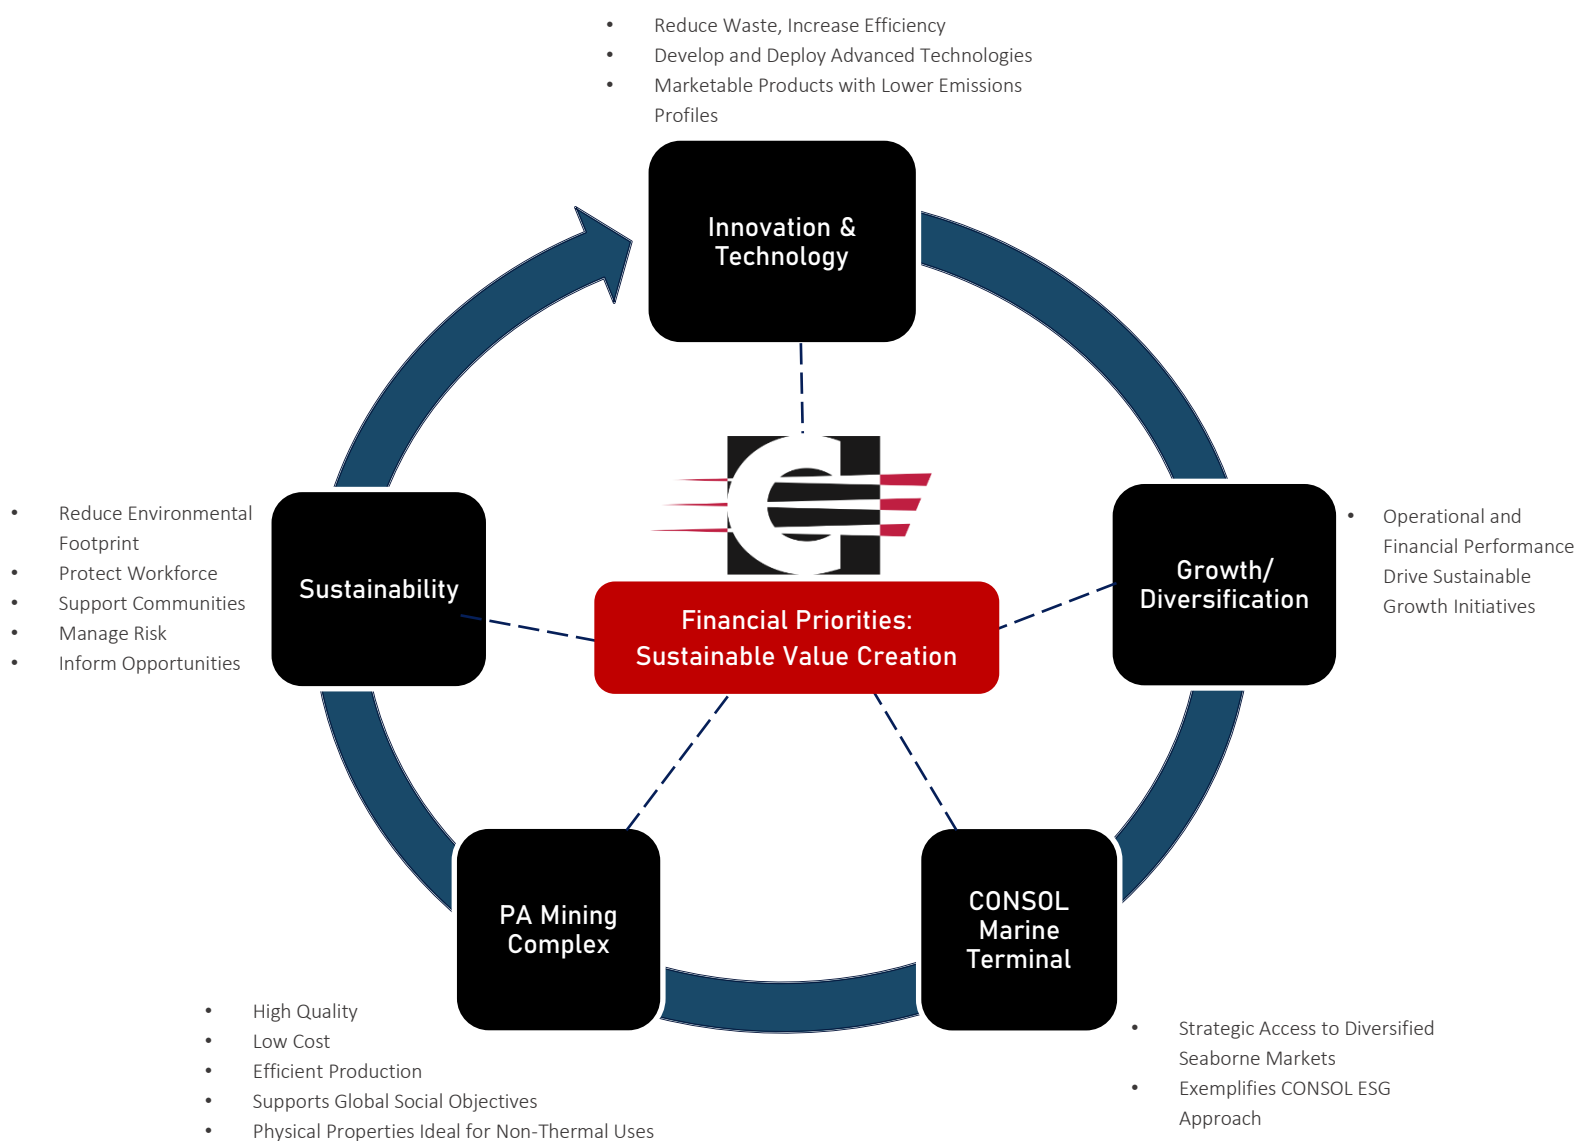 • Reduce Waste, Increase Efficiency
• Develop and Deploy Advanced Technologies
• Marketable Products with Lower Emissions
Profiles
Innovation &
Technology
• Reduce Environmental
Footprint
• Protect Workforce
• Support Communities
• Manage Risk
• Inform Opportunities
Sustainability
Financial Priorities:
Sustainable Value Creation
Growth/
Diversification
• Operational and
Financial Performance
Drive Sustainable
Growth Initiatives
PA Mining
Complex
CONSOL
Marine
Terminal
• High Quality
• Low Cost
• Efficient Production
• Supports Global Social Objectives
• Physical Properties Ideal for Non-Thermal Uses
• Strategic Access to Diversified
Seaborne Markets
• Exemplifies CONSOL ESG
Approach